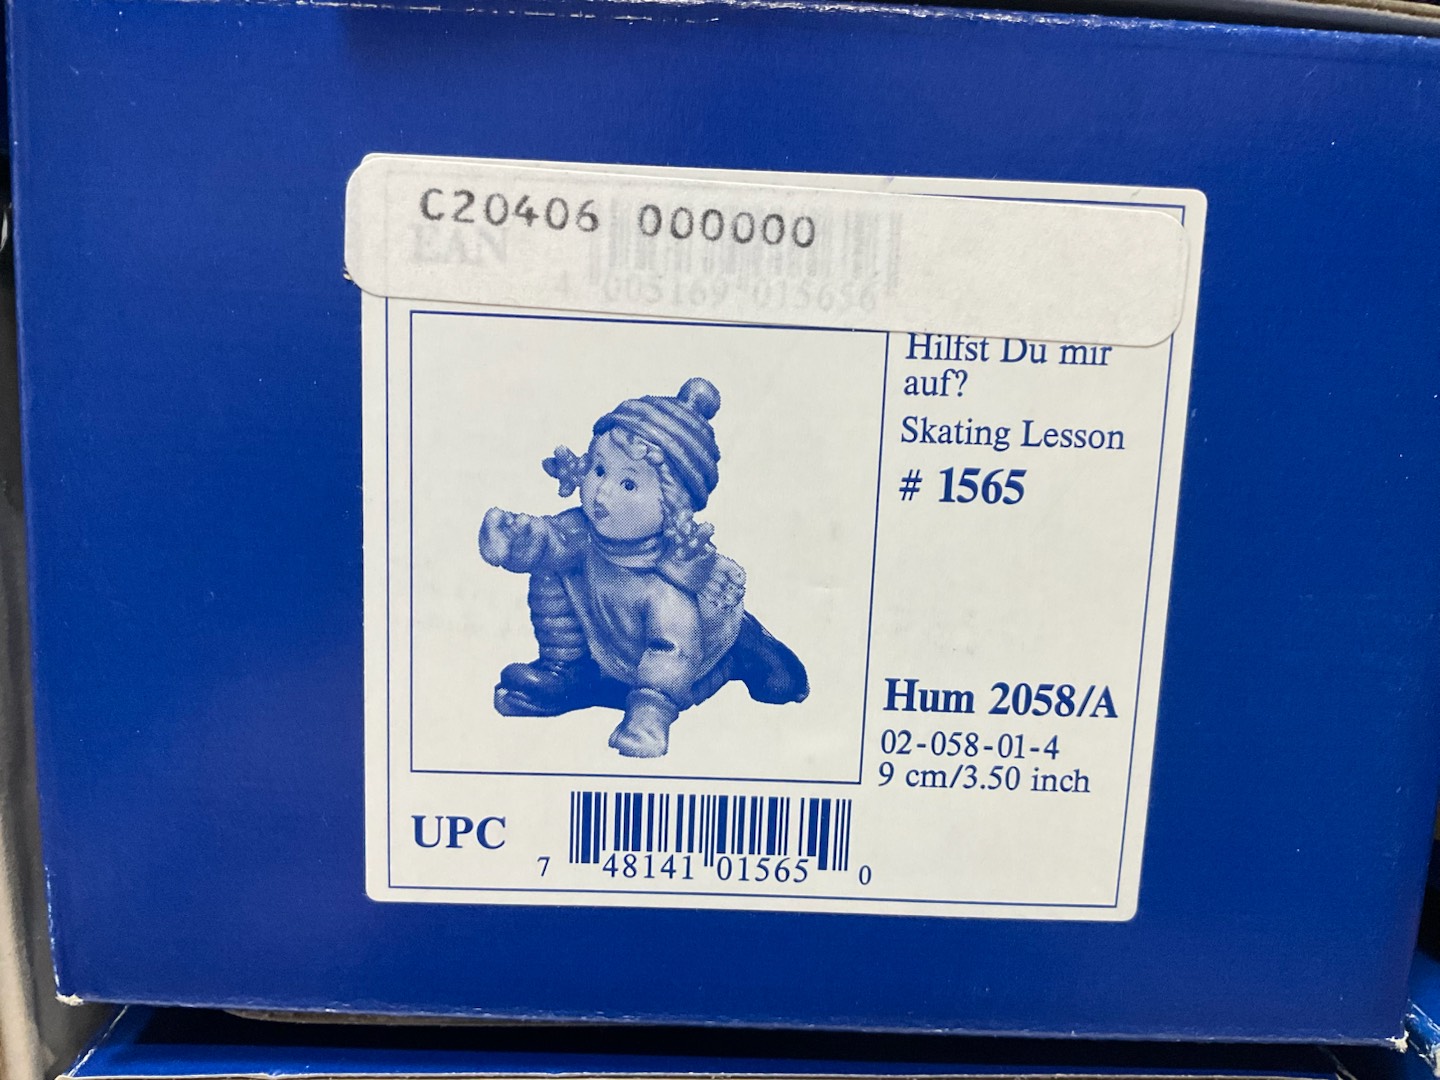 C20406 000000
EAN
4 005169 015656
Hilfst Du mir
auf?
Skating Lesson
# 1565
Hum 2058/A
02-058-01-4
9 cm/3.50 inch
UPC
7 48141 01565 0